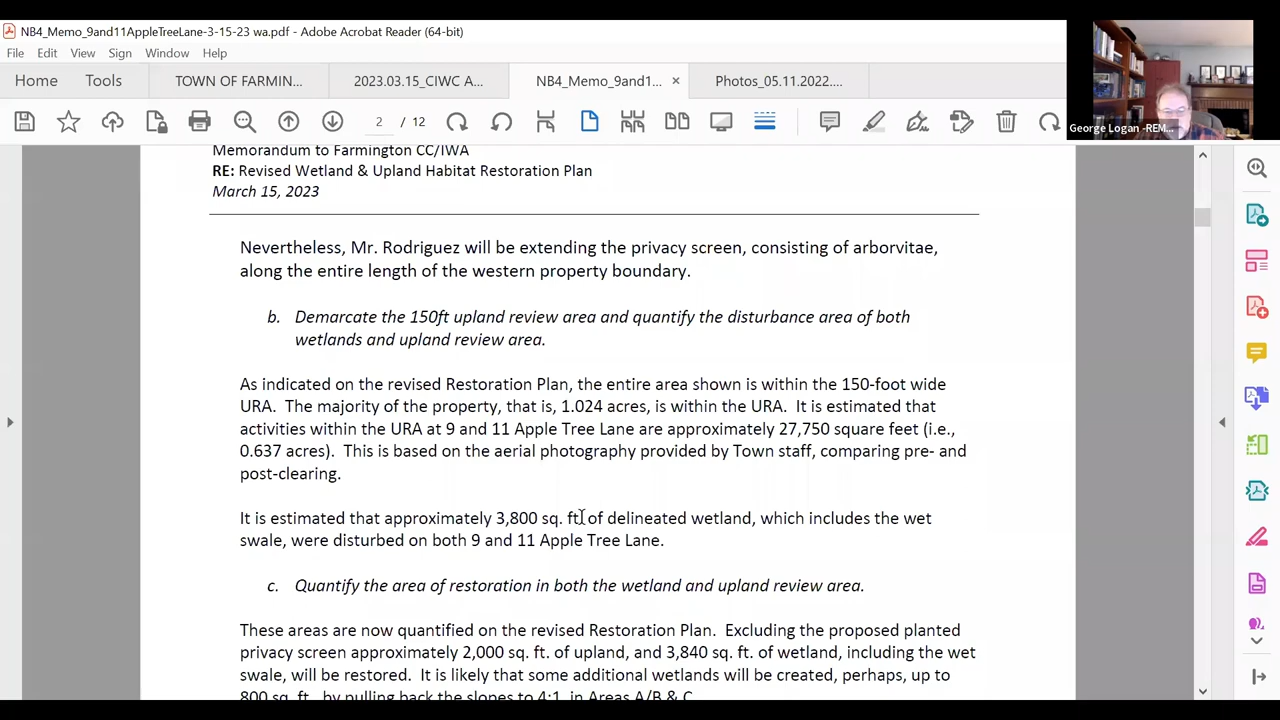 NB4_Memo_9and11AppleTreeLane-3-15-23 wa.pdf - Adobe Acrobat Reader (64-bit)
File Edit View Sign Window Help
Home Tools TOWN OF FARMIN... 2023.03.15_CIWC A... NB4_Memo_9and1... × Photos_05.11.2022....
2 / 12
George Logan -REM...
Memorandum to Farmington CC/IWA
RE: Revised Wetland & Upland Habitat Restoration Plan
March 15, 2023
Nevertheless, Mr. Rodriguez will be extending the privacy screen, consisting of arborvitae,
along the entire length of the western property boundary.
b. Demarcate the 150ft upland review area and quantify the disturbance area of both
wetlands and upland review area.
As indicated on the revised Restoration Plan, the entire area shown is within the 150-foot wide
URA. The majority of the property, that is, 1.024 acres, is within the URA. It is estimated that
activities within the URA at 9 and 11 Apple Tree Lane are approximately 27,750 square feet (i.e.,
0.637 acres). This is based on the aerial photography provided by Town staff, comparing pre- and
post-clearing.
It is estimated that approximately 3,800 sq. ft. of delineated wetland, which includes the wet
swale, were disturbed on both 9 and 11 Apple Tree Lane.
c. Quantify the area of restoration in both the wetland and upland review area.
These areas are now quantified on the revised Restoration Plan. Excluding the proposed planted
privacy screen approximately 2,000 sq. ft. of upland, and 3,840 sq. ft. of wetland, including the wet
swale, will be restored. It is likely that some additional wetlands will be created, perhaps, up to
800 sq. ft., by pulling back the slopes to 4:1, in Areas A/B & C.